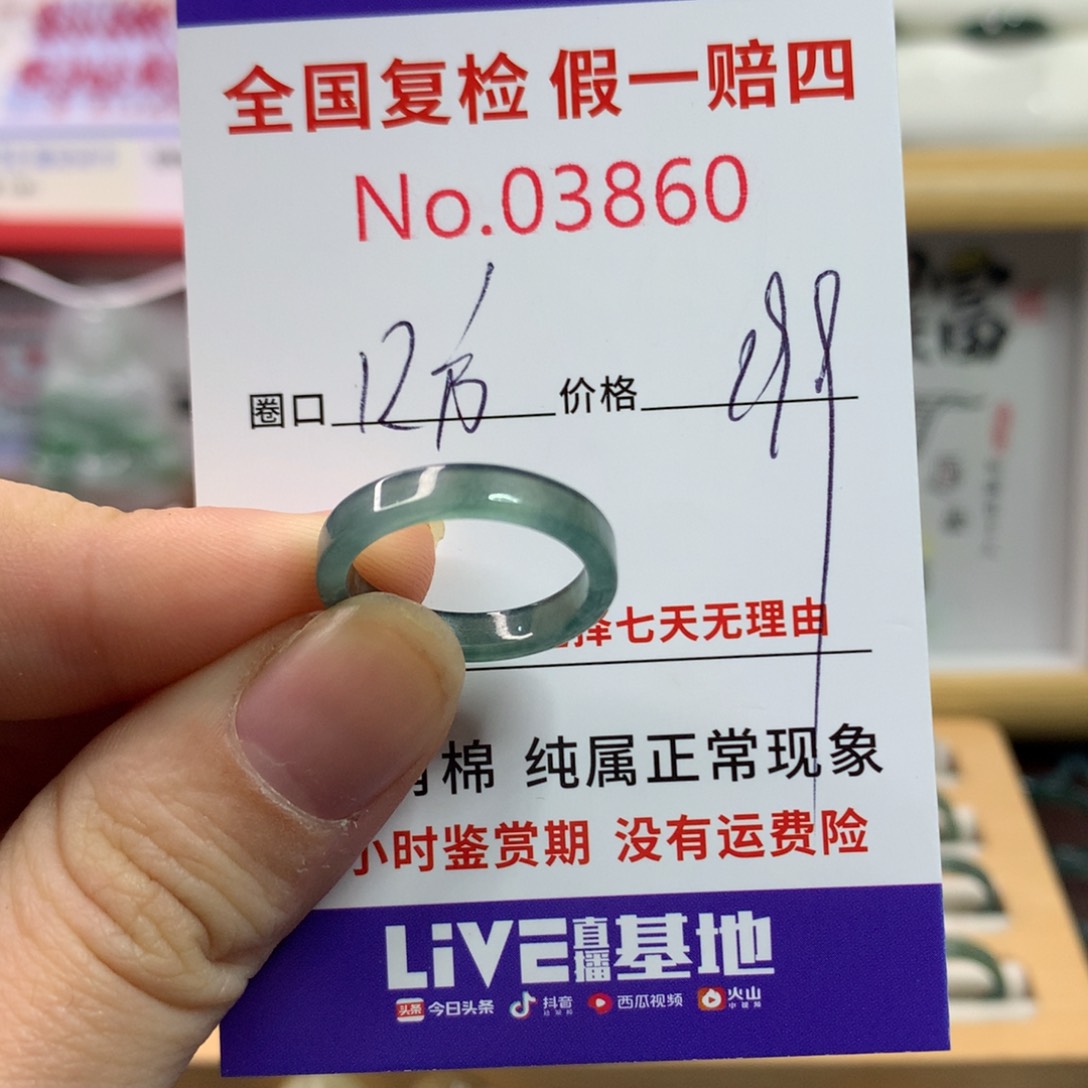 全国复检 假一赔四
No.03860
圈口 12 价格
择七天无理由
棉 纯属正常现象
小时鉴赏期 没有运费险
LiVE直播基地
头条 今日头条 抖音 西瓜视频 火山